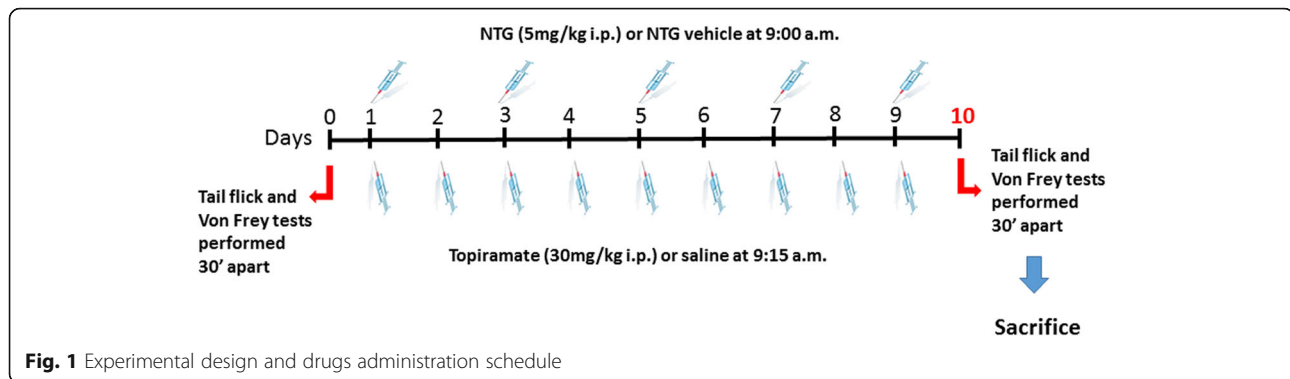 NTG (5mg/kg i.p.) or NTG vehicle at 9:00 a.m.
0 1 2 3 4 5 6 7 8 9 10
Days
Tail flick and
Von Frey tests
performed
30’ apart
Topiramate (30mg/kg i.p.) or saline at 9:15 a.m.
Tail flick and
Von Frey tests
performed
30’ apart
Sacrifice
Fig. 1 Experimental design and drugs administration schedule